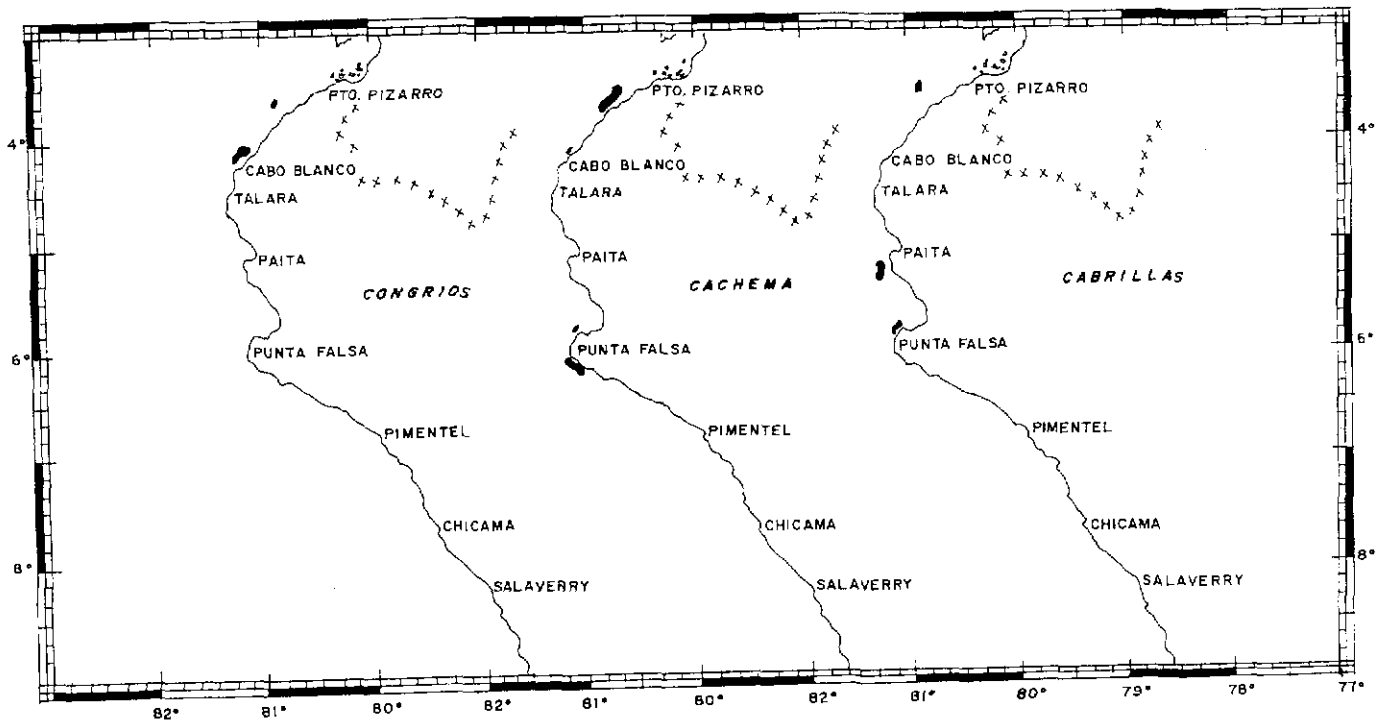 PTO. PIZARRO
CABO BLANCO
TALARA
PAITA
CONGRIOS
PUNTA FALSA
PIMENTEL
CHICAMA
SALAVERRY
PTO. PIZARRO
CABO BLANCO
TALARA
PAITA
CACHEMA
PUNTA FALSA
PIMENTEL
CHICAMA
SALAVERRY
PTO. PIZARRO
CABO BLANCO
TALARA
PAITA
CABRILLAS
PUNTA FALSA
PIMENTEL
CHICAMA
SALAVERRY
4°
6°
8°
4°
6°
8°
82° 81° 80° 82° 81° 80° 82° 81° 80° 79° 78° 77°